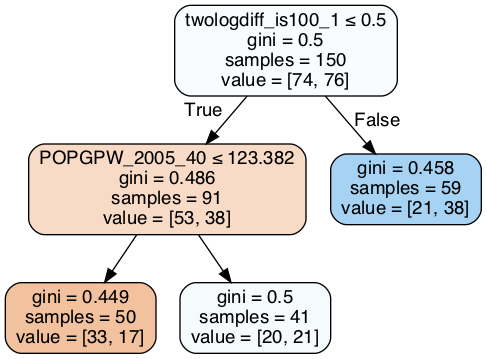 twologdiff_is100_1 ≤ 0.5
gini = 0.5
samples = 150
value = [74, 76]
True
False
POPGPW_2005_40 ≤ 123.382
gini = 0.486
samples = 91
value = [53, 38]
gini = 0.458
samples = 59
value = [21, 38]
gini = 0.449
samples = 50
value = [33, 17]
gini = 0.5
samples = 41
value = [20, 21]